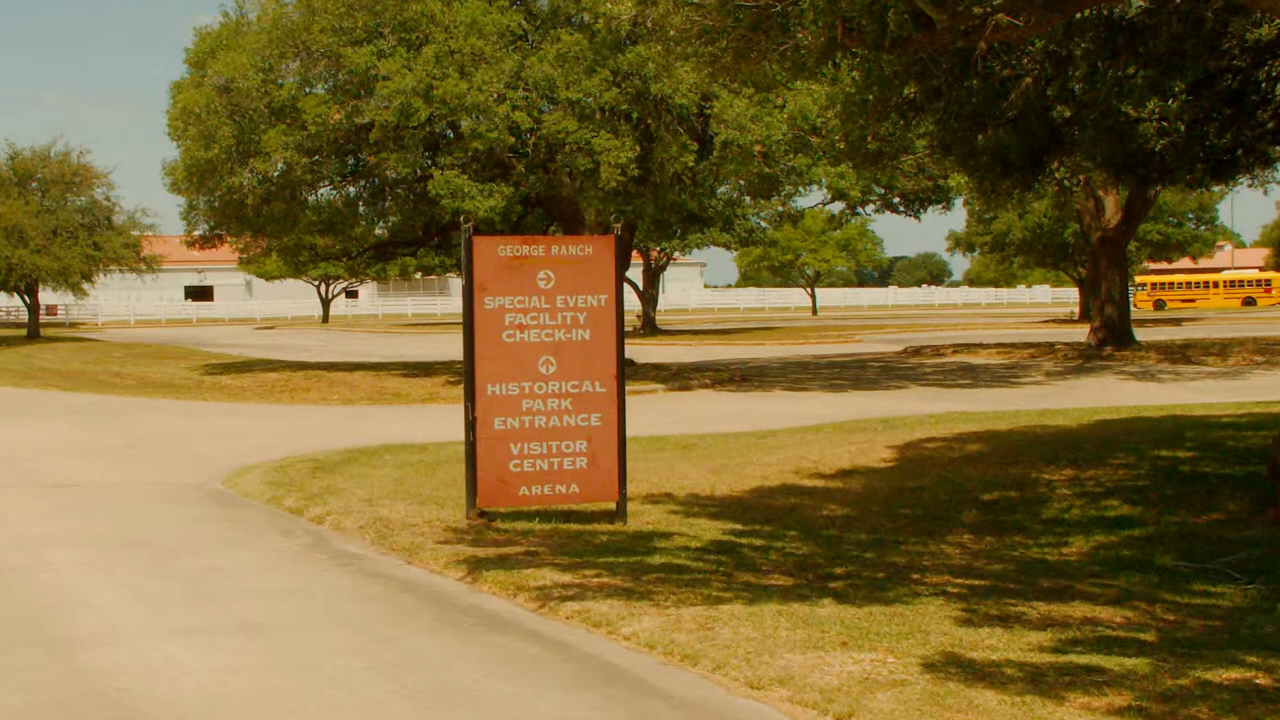 GEORGE RANCH
SPECIAL EVENT
FACILITY
CHECK-IN
HISTORICAL
PARK
ENTRANCE
VISITOR
CENTER
ARENA